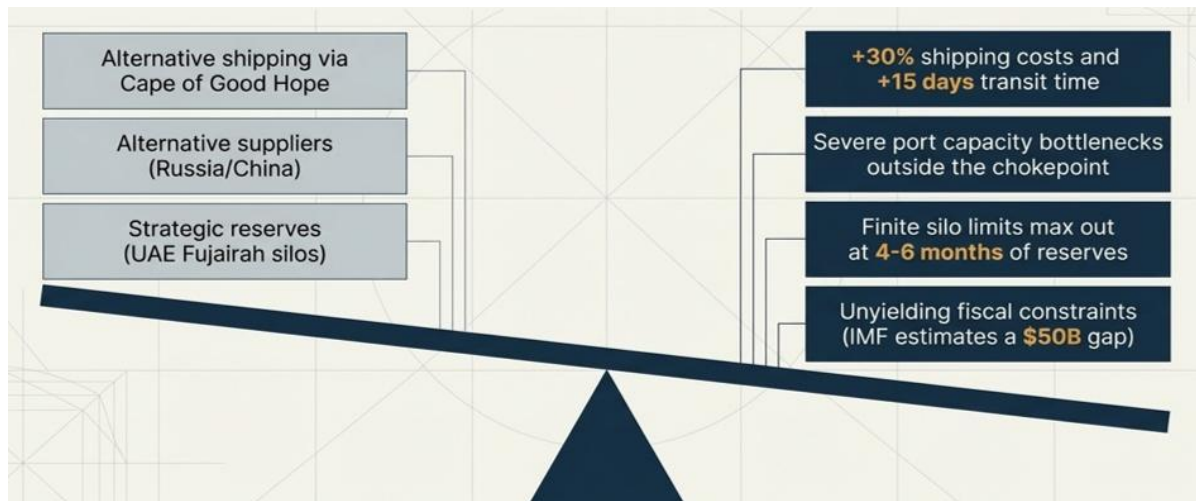 Alternative shipping via
Cape of Good Hope
Alternative suppliers
(Russia/China)
Strategic reserves
(UAE Fujairah silos)
+30% shipping costs and
+15 days transit time
Severe port capacity bottlenecks
outside the chokepoint
Finite silo limits max out
at 4-6 months of reserves
Unyielding fiscal constraints
(IMF estimates a $50B gap)